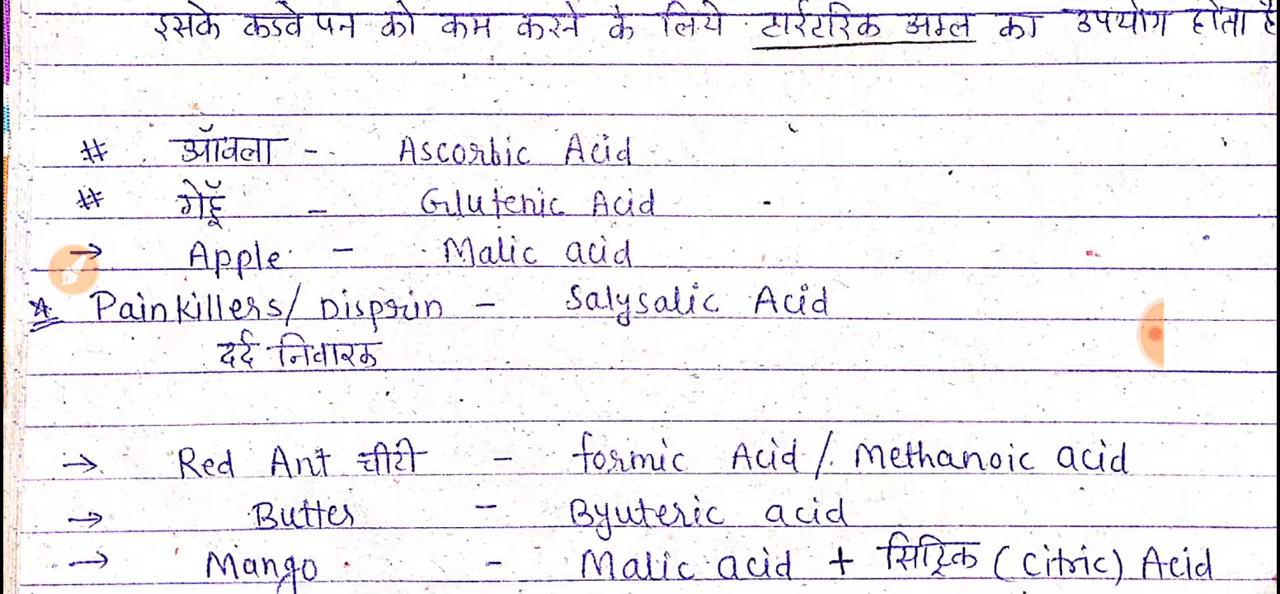 इसके कडवे पन को कम करने के लिये टार्रटरिक अम्ल का उपयोग होता है
# आँवला - Ascorbic Acid
# गेहूँ - Glutenic Acid
→ Apple - Malic acid
* Painkillers/ Disprin - Salysalic Acid
दर्द निवारक
→ Red Ant चीटी - formic Acid / Methanoic acid
→ Butter - Byuteric acid
→ Mango - Malic acid + सिट्रिक (Citric) Acid